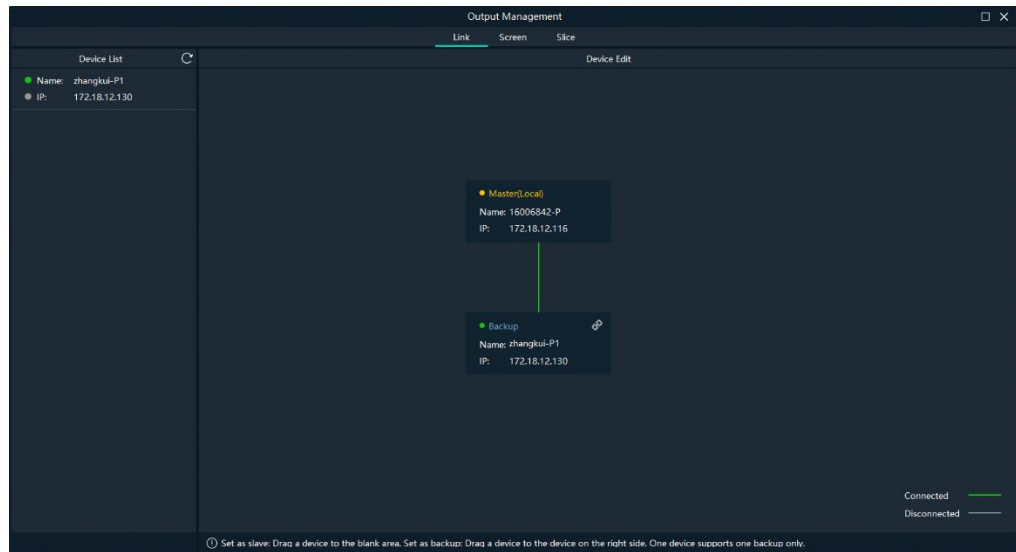 Output Management
Link Screen Slice
Device List
Device Edit
Name: zhangkui-P1
IP: 172.18.12.130
Master(Local)
Name: 16006842-P
IP: 172.18.12.116
Backup
Name: zhangkui-P1
IP: 172.18.12.130
Connected
Disconnected
Set as slave: Drag a device to the blank area. Set as backup: Drag a device to the device on the right side. One device supports one backup only.